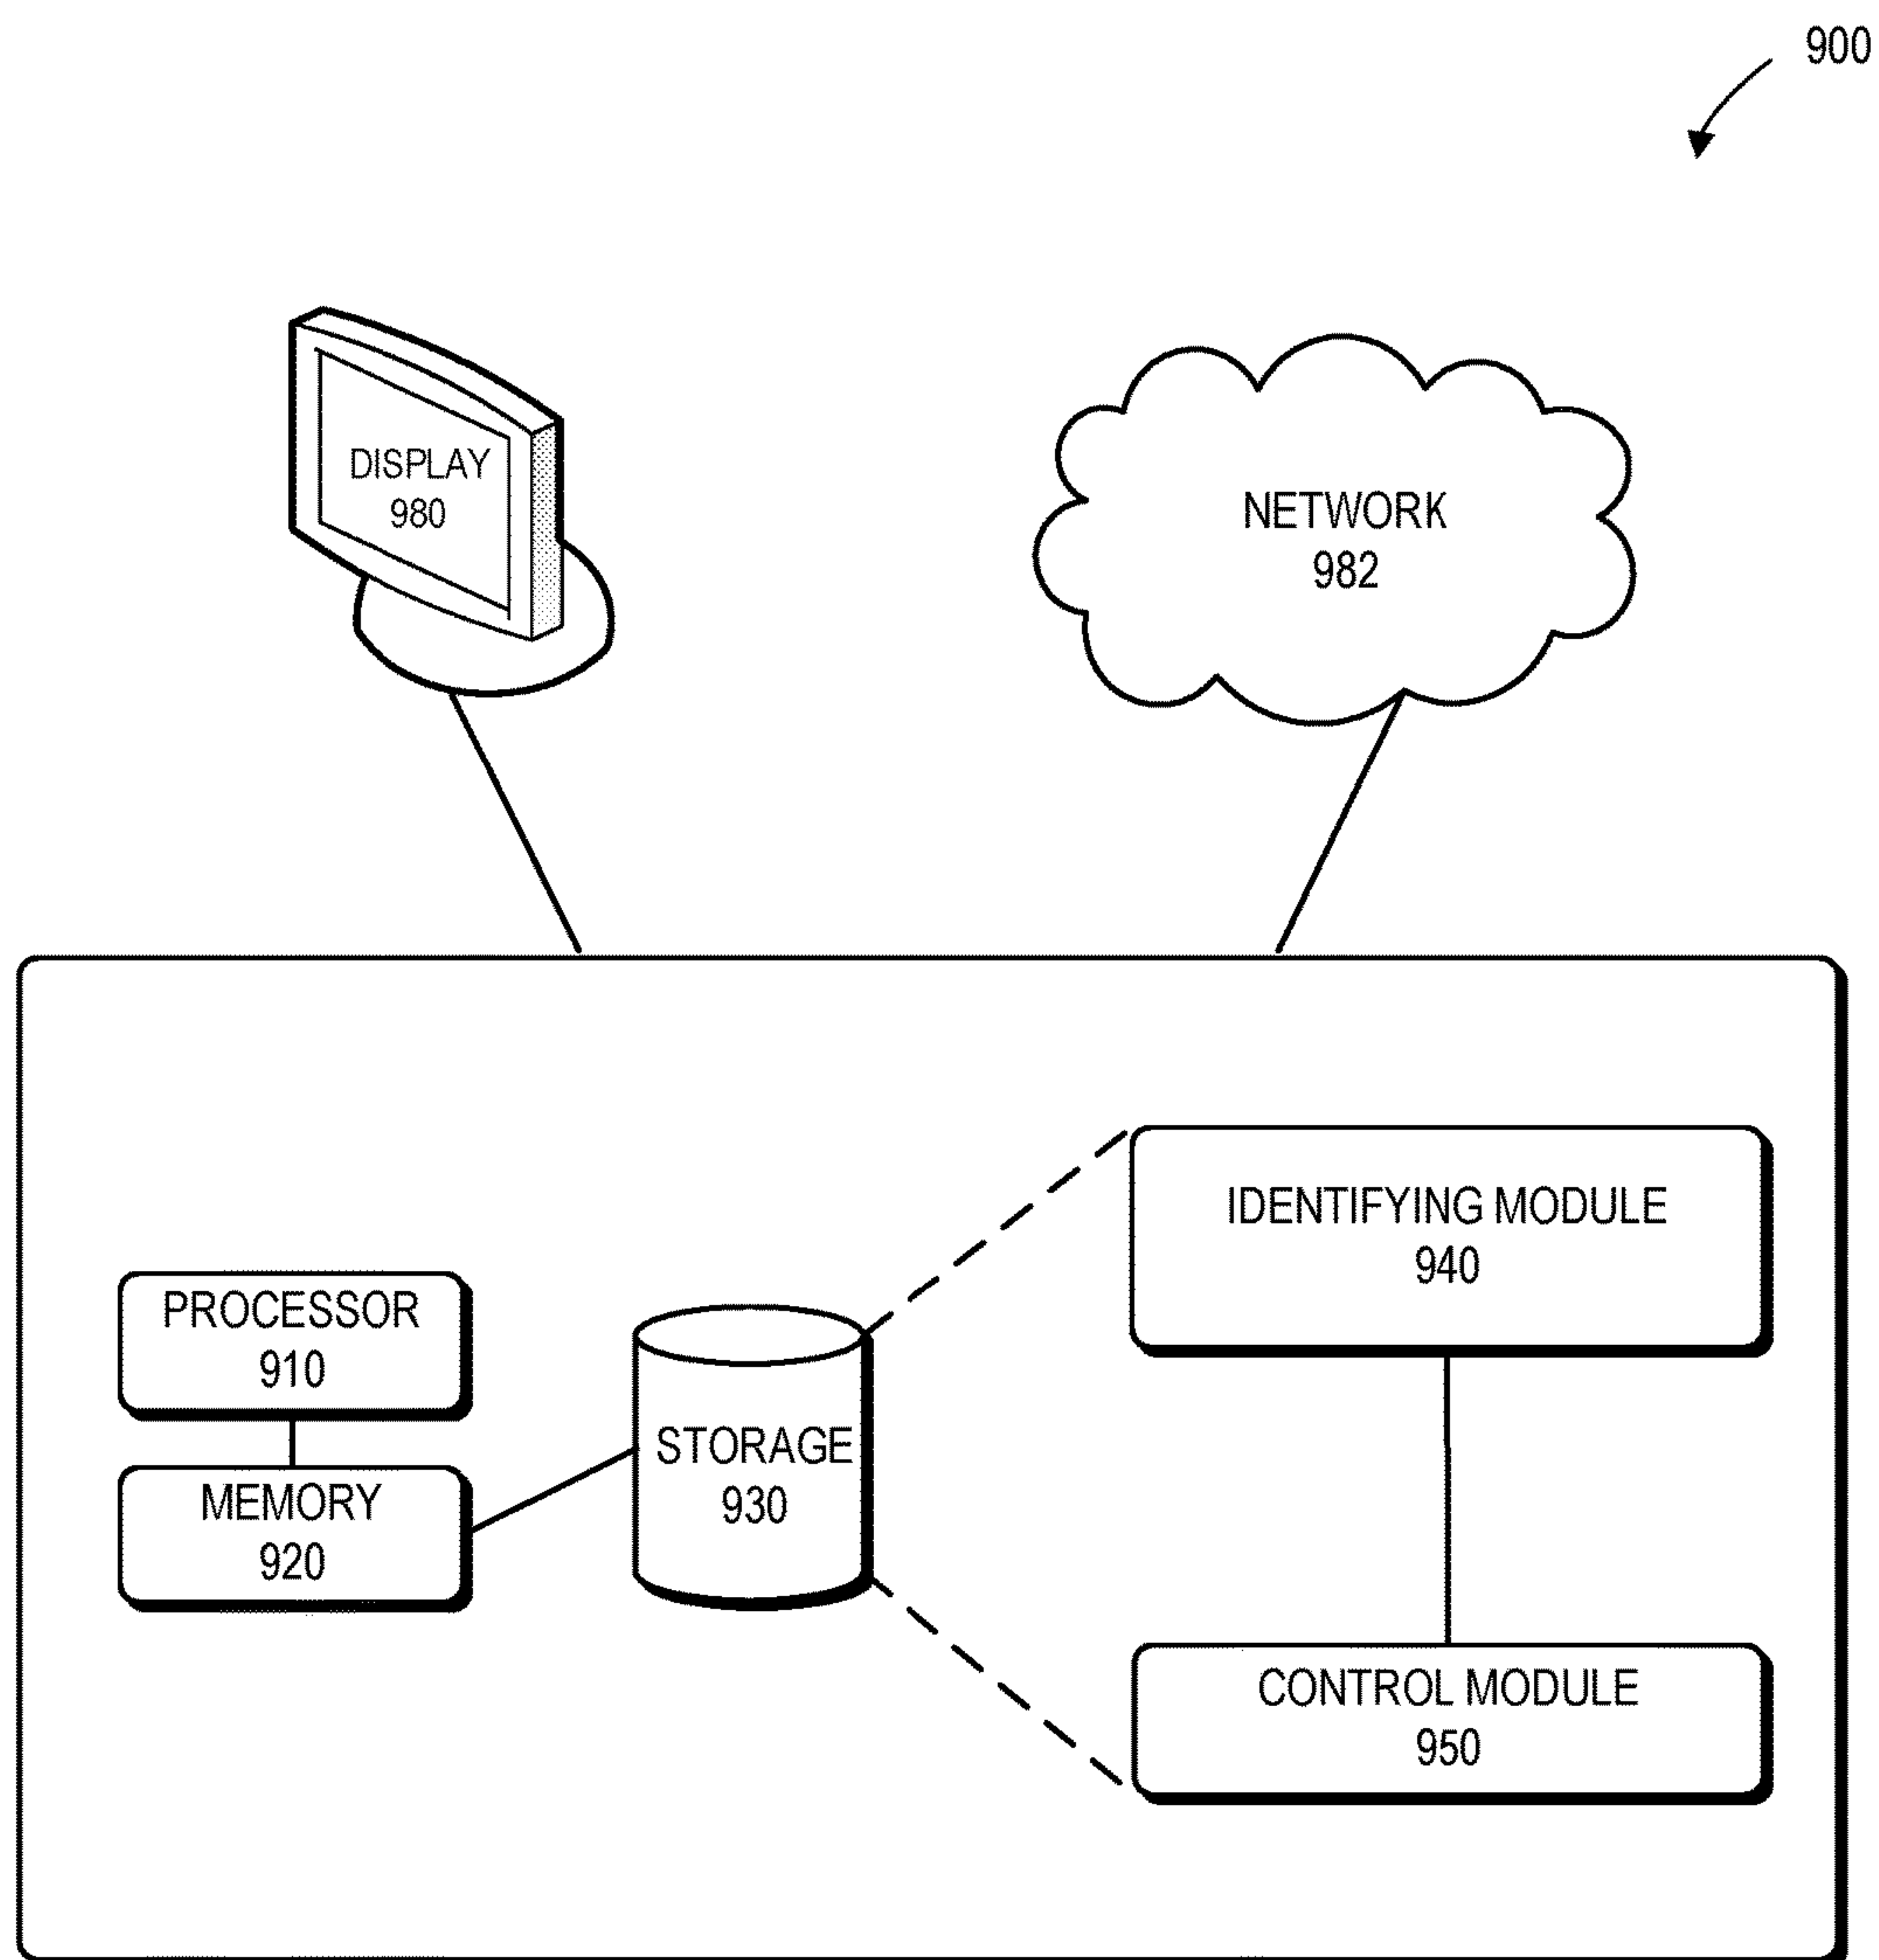 900
DISPLAY
980
NETWORK
982
IDENTIFYING MODULE
940
PROCESSOR
910
STORAGE
930
MEMORY
920
CONTROL MODULE
950